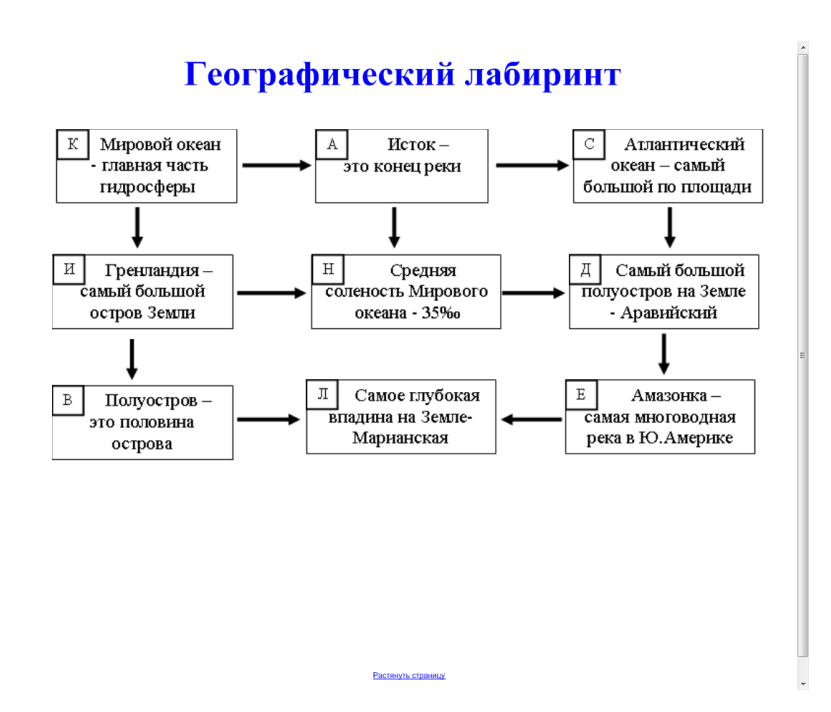 Географический лабиринт
К Мировой океан
- главная часть
гидросферы
А Исток –
это конец реки
С Атлантический
океан – самый
большой по площади
И Гренландия –
самый большой
остров Земли
Н Средняя
соленость Мирового
океана - 35‰
Д Самый большой
полуостров на Земле
- Аравийский
В Полуостров –
это половина
острова
Л Самое глубокая
впадина на Земле-
Марианская
Е Амазонка –
самая многоводная
река в Ю.Америке
Растянуть страницу